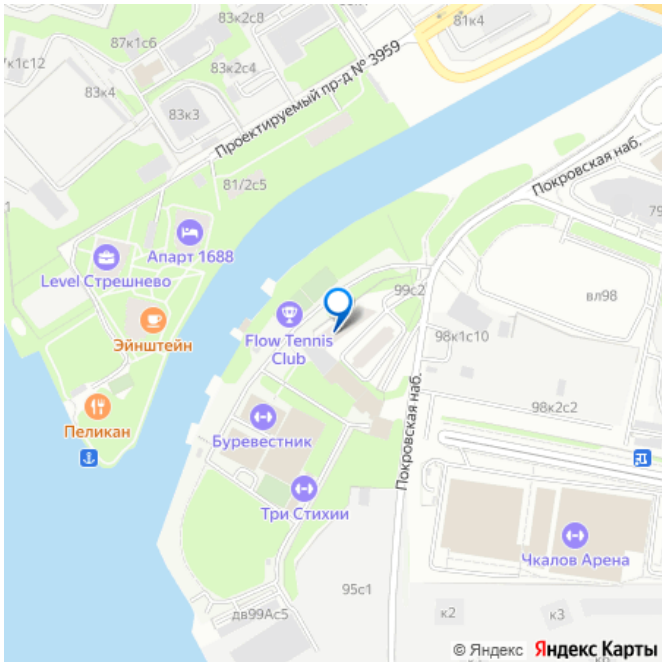 83к2с8
81к4
87к1с6
7к1с12
83к2с4
83к4
83к3
Проектируемый пр-д № 3959
Покровская наб.
81/2с5
79
1
Апарт 1688
Level Стрешнево
99с2
вл98
Эйнштейн
Flow Tennis
Club
98к1с10
Покровская наб.
98к2с2
Пеликан
Буревестник
Три Стихии
Чкалов Арена
95с1
дв99Ас5
к2
к3
© Яндекс Яндекс Карты